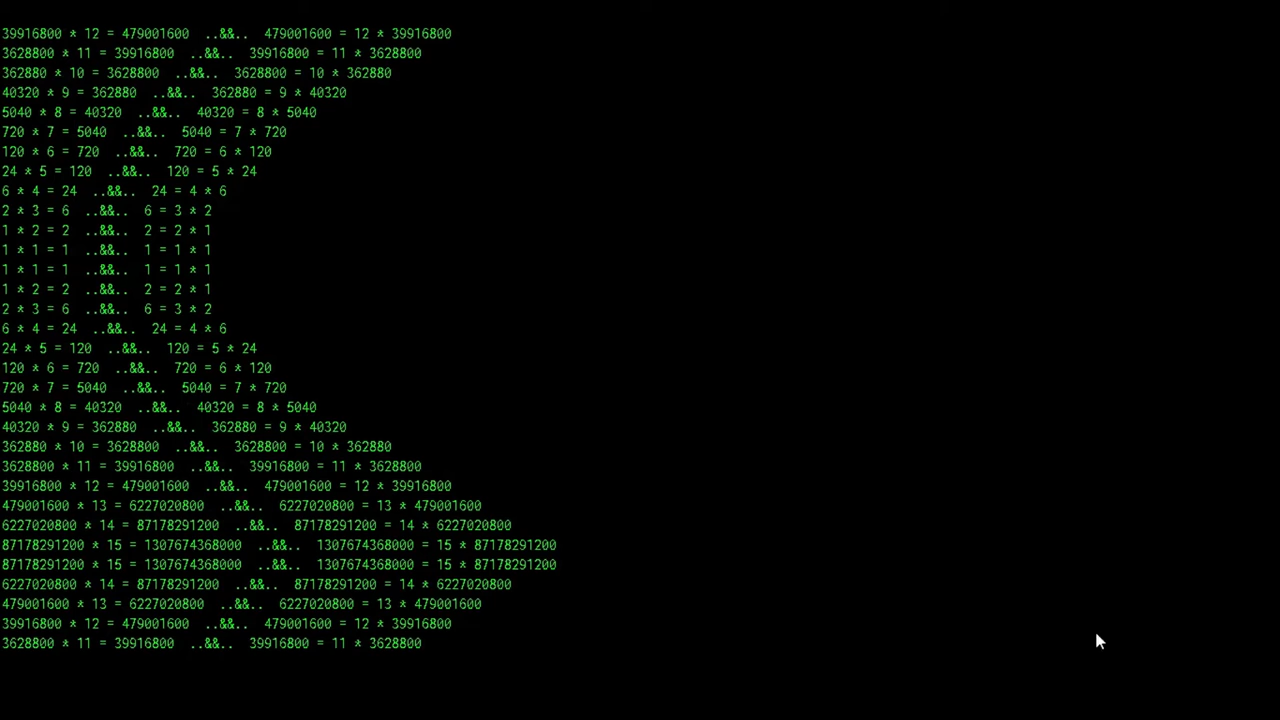 39916800 * 12 = 479001600  ..&&..  479001600 = 12 * 39916800
3628800 * 11 = 39916800  ..&&..  39916800 = 11 * 3628800
362880 * 10 = 3628800  ..&&..  3628800 = 10 * 362880
40320 * 9 = 362880  ..&&..  362880 = 9 * 40320
5040 * 8 = 40320  ..&&..  40320 = 8 * 5040
720 * 7 = 5040  ..&&..  5040 = 7 * 720
120 * 6 = 720  ..&&..  720 = 6 * 120
24 * 5 = 120  ..&&..  120 = 5 * 24
6 * 4 = 24  ..&&..  24 = 4 * 6
2 * 3 = 6  ..&&..  6 = 3 * 2
1 * 2 = 2  ..&&..  2 = 2 * 1
1 * 1 = 1  ..&&..  1 = 1 * 1
1 * 1 = 1  ..&&..  1 = 1 * 1
1 * 2 = 2  ..&&..  2 = 2 * 1
2 * 3 = 6  ..&&..  6 = 3 * 2
6 * 4 = 24  ..&&..  24 = 4 * 6
24 * 5 = 120  ..&&..  120 = 5 * 24
120 * 6 = 720  ..&&..  720 = 6 * 120
720 * 7 = 5040  ..&&..  5040 = 7 * 720
5040 * 8 = 40320  ..&&..  40320 = 8 * 5040
40320 * 9 = 362880  ..&&..  362880 = 9 * 40320
362880 * 10 = 3628800  ..&&..  3628800 = 10 * 362880
3628800 * 11 = 39916800  ..&&..  39916800 = 11 * 3628800
39916800 * 12 = 479001600  ..&&..  479001600 = 12 * 39916800
479001600 * 13 = 6227020800  ..&&..  6227020800 = 13 * 479001600
6227020800 * 14 = 87178291200  ..&&..  87178291200 = 14 * 6227020800
87178291200 * 15 = 1307674368000  ..&&..  1307674368000 = 15 * 87178291200
87178291200 * 15 = 1307674368000  ..&&..  1307674368000 = 15 * 87178291200
6227020800 * 14 = 87178291200  ..&&..  87178291200 = 14 * 6227020800
479001600 * 13 = 6227020800  ..&&..  6227020800 = 13 * 479001600
39916800 * 12 = 479001600  ..&&..  479001600 = 12 * 39916800
3628800 * 11 = 39916800  ..&&..  39916800 = 11 * 3628800